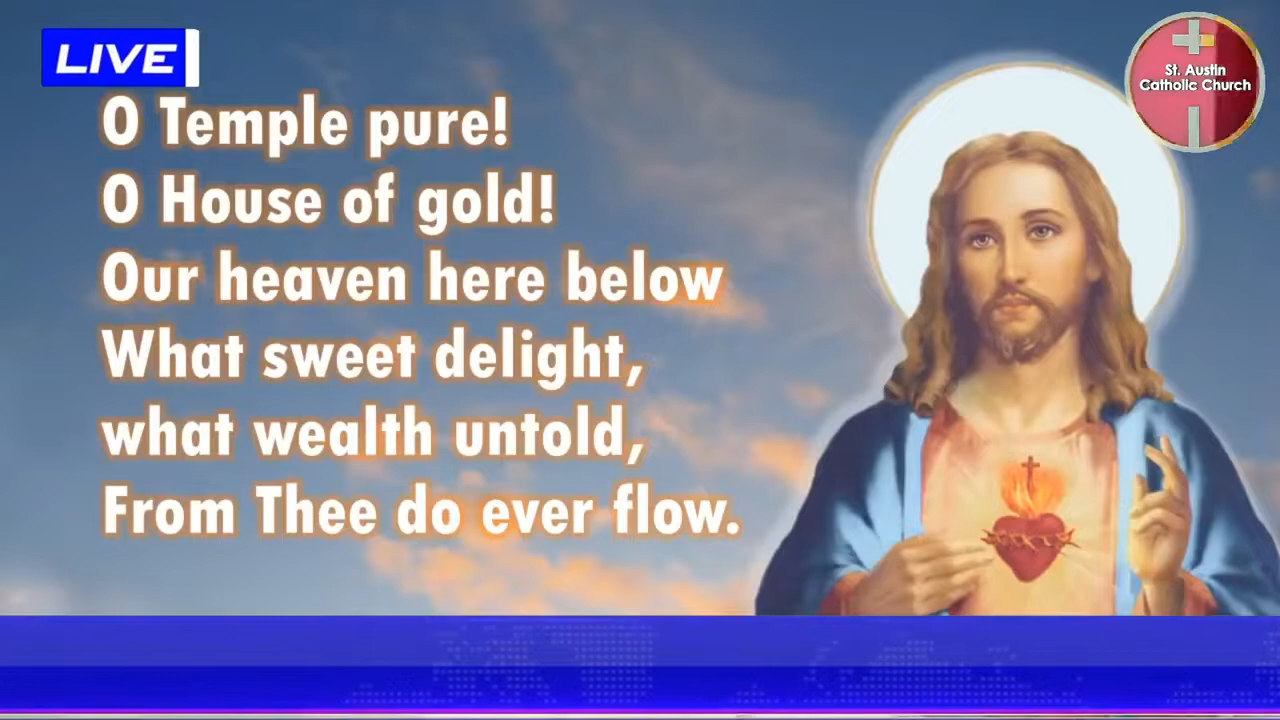 LIVE
St. Austin
Catholic Church
O Temple pure!
O House of gold!
Our heaven here below
What sweet delight,
what wealth untold,
From Thee do ever flow.